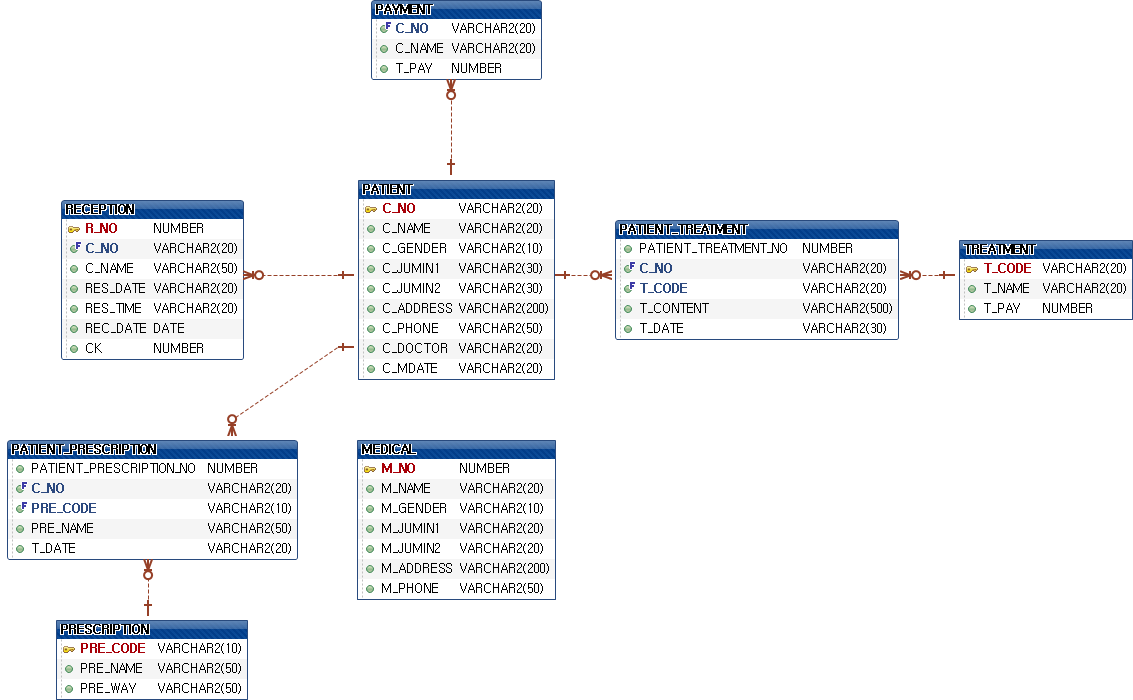 PAYMENT
C_NO VARCHAR2(20)
C_NAME VARCHAR2(20)
T_PAY NUMBER
PATIENT
C_NO VARCHAR2(20)
C_NAME VARCHAR2(20)
C_GENDER VARCHAR2(10)
C_JUMIN1 VARCHAR2(30)
C_JUMIN2 VARCHAR2(30)
C_ADDRESS VARCHAR2(200)
C_PHONE VARCHAR2(50)
C_DOCTOR VARCHAR2(20)
C_MDATE VARCHAR2(20)
RECEPTION
R_NO NUMBER
C_NO VARCHAR2(20)
C_NAME VARCHAR2(50)
RES_DATE VARCHAR2(20)
RES_TIME VARCHAR2(20)
REC_DATE DATE
CK NUMBER
PATIENT_TREATMENT
PATIENT_TREATMENT_NO NUMBER
C_NO VARCHAR2(20)
T_CODE VARCHAR2(20)
T_CONTENT VARCHAR2(500)
T_DATE VARCHAR2(30)
TREATMENT
T_CODE VARCHAR2(20)
T_NAME VARCHAR2(20)
T_PAY NUMBER
PATIENT_PRESCRIPTION
PATIENT_PRESCRIPTION_NO NUMBER
C_NO VARCHAR2(20)
PRE_CODE VARCHAR2(10)
PRE_NAME VARCHAR2(50)
T_DATE VARCHAR2(20)
MEDICAL
M_NO NUMBER
M_NAME VARCHAR2(20)
M_GENDER VARCHAR2(10)
M_JUMIN1 VARCHAR2(20)
M_JUMIN2 VARCHAR2(20)
M_ADDRESS VARCHAR2(200)
M_PHONE VARCHAR2(50)
PRESCRIPTION
PRE_CODE VARCHAR2(10)
PRE_NAME VARCHAR2(50)
PRE_WAY VARCHAR2(50)